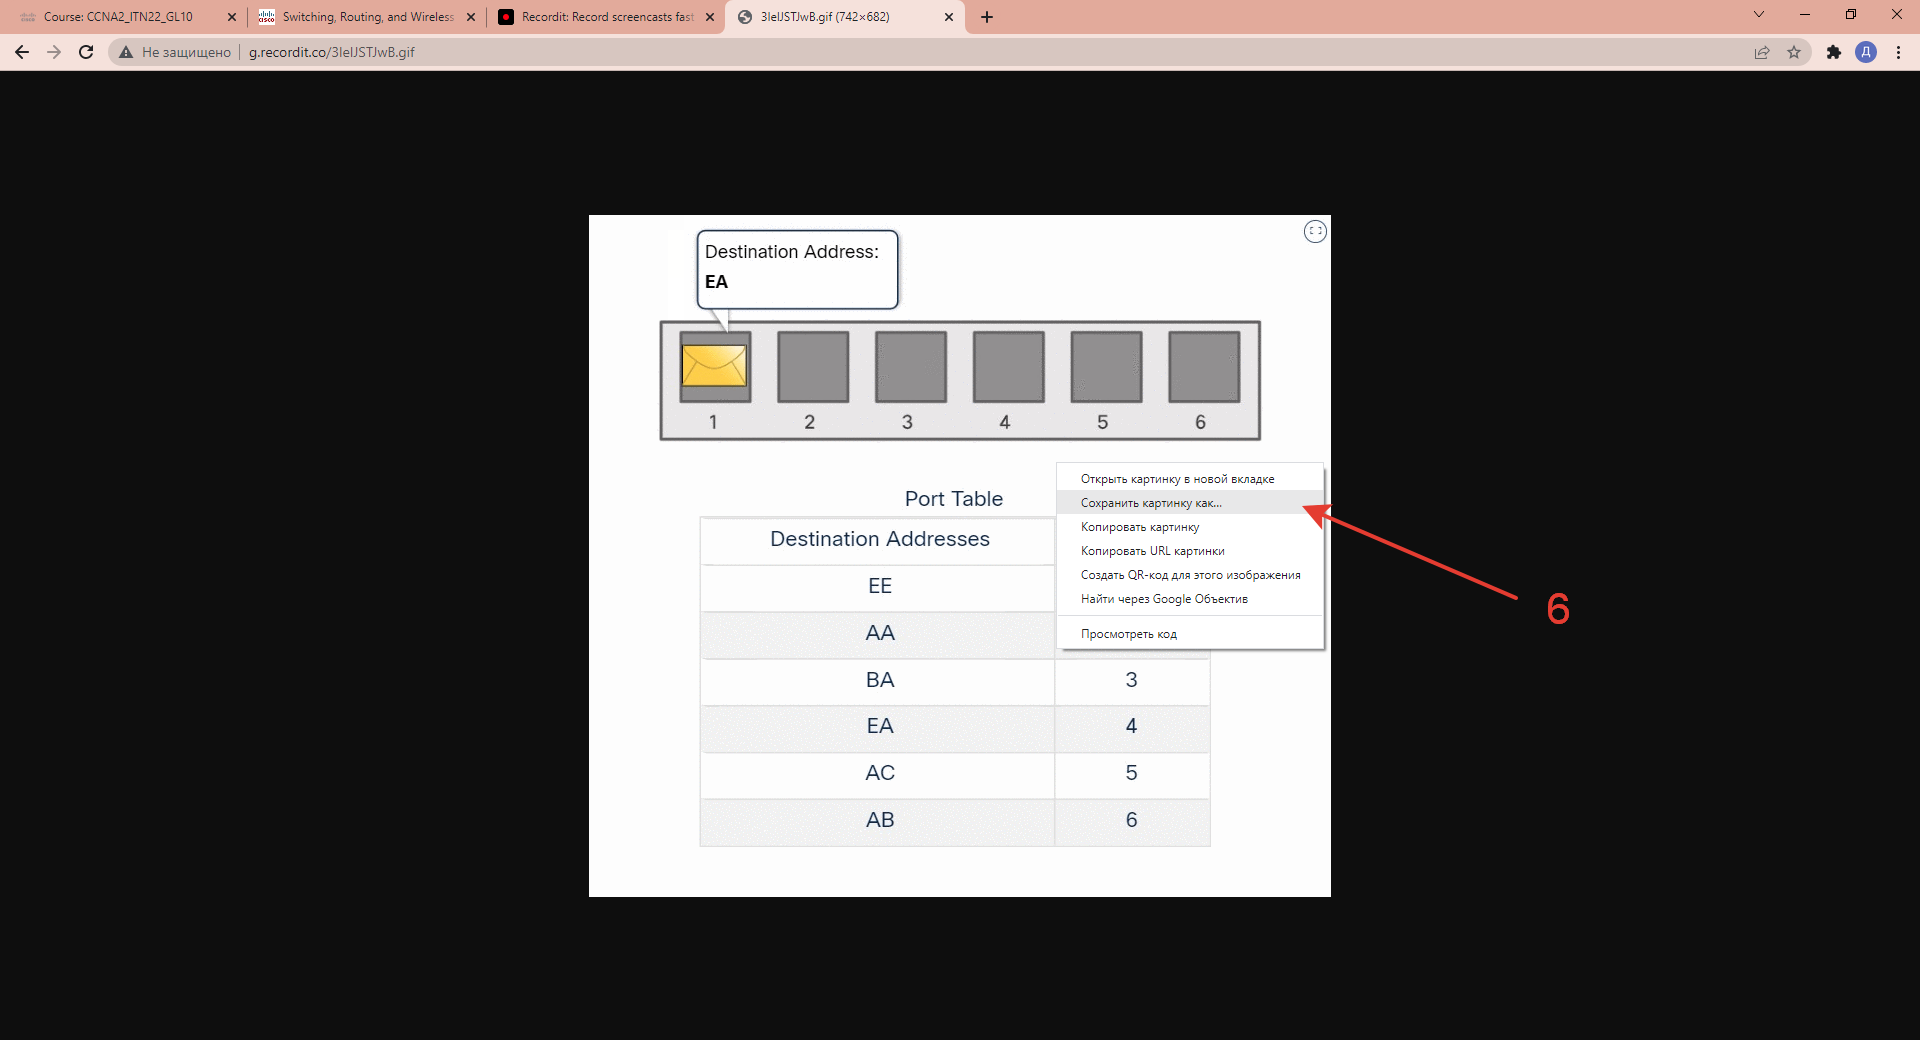 Course: CCNA2_ITN22_GL10
Switching, Routing, and Wireless
Recordit: Record screencasts fast
3IeIJSTJwB.gif (742×682)
Не защищено
g.recordit.co/3IeIJSTJwB.gif
Д
cisco
Destination Address:
EA
1 2 3 4 5 6
Port Table
Destination Addresses
EE
AA
BA 3
EA 4
AC 5
AB 6
Открыть картинку в новой вкладке
Сохранить картинку как...
Копировать картинку
Копировать URL картинки
Создать QR-код для этого изображения
Найти через Google Объектив
Просмотреть код
6